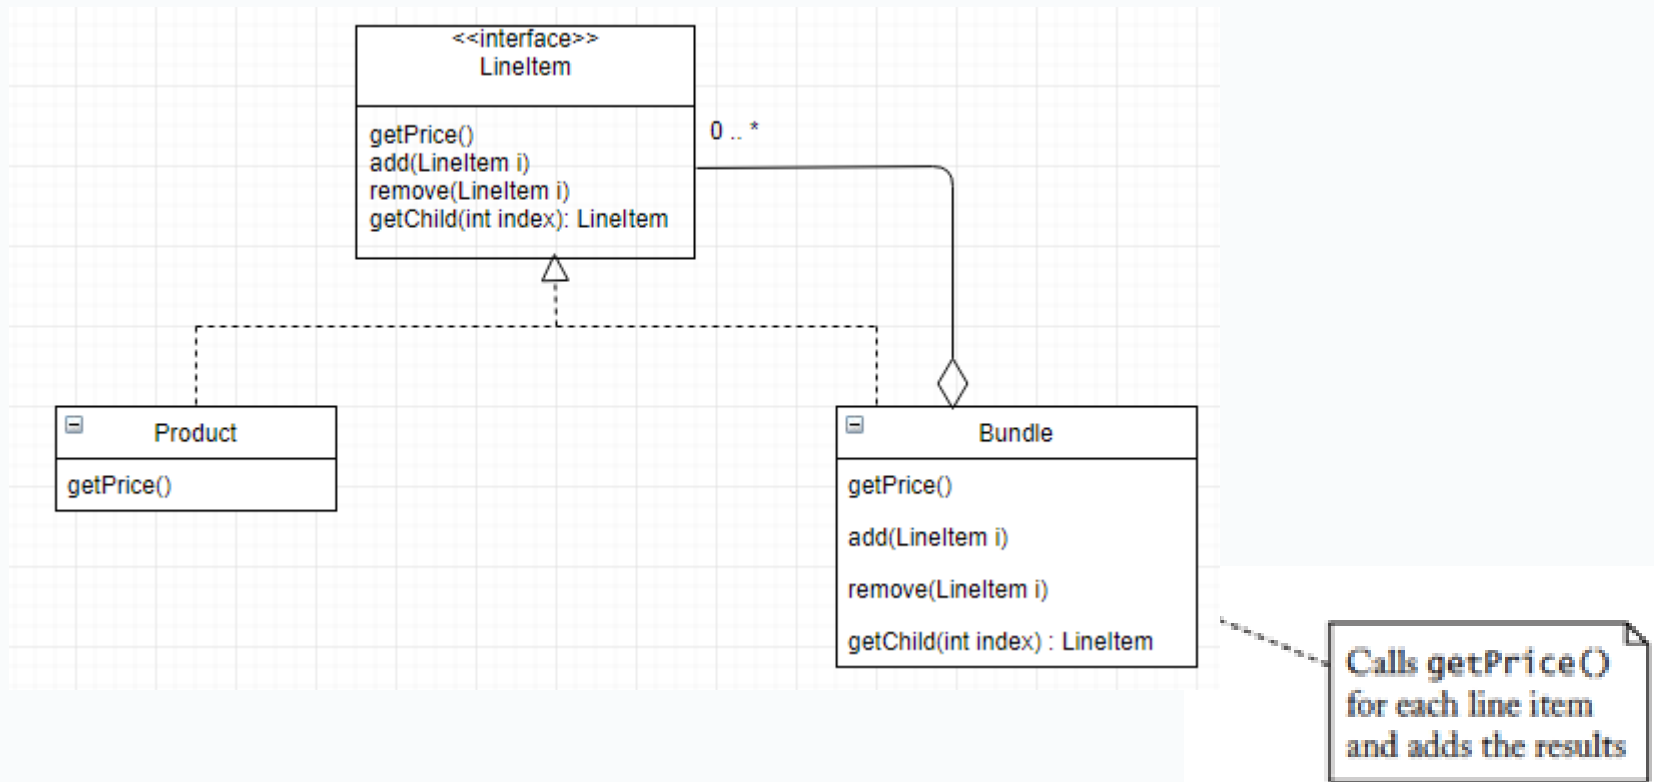 <<interface>>
LineItem
getPrice()
add(LineItem i)
remove(LineItem i)
getChild(int index): LineItem
0 .. *
Product
getPrice()
Bundle
getPrice()
add(LineItem i)
remove(LineItem i)
getChild(int index) : LineItem
Calls getPrice()
for each line item
and adds the results